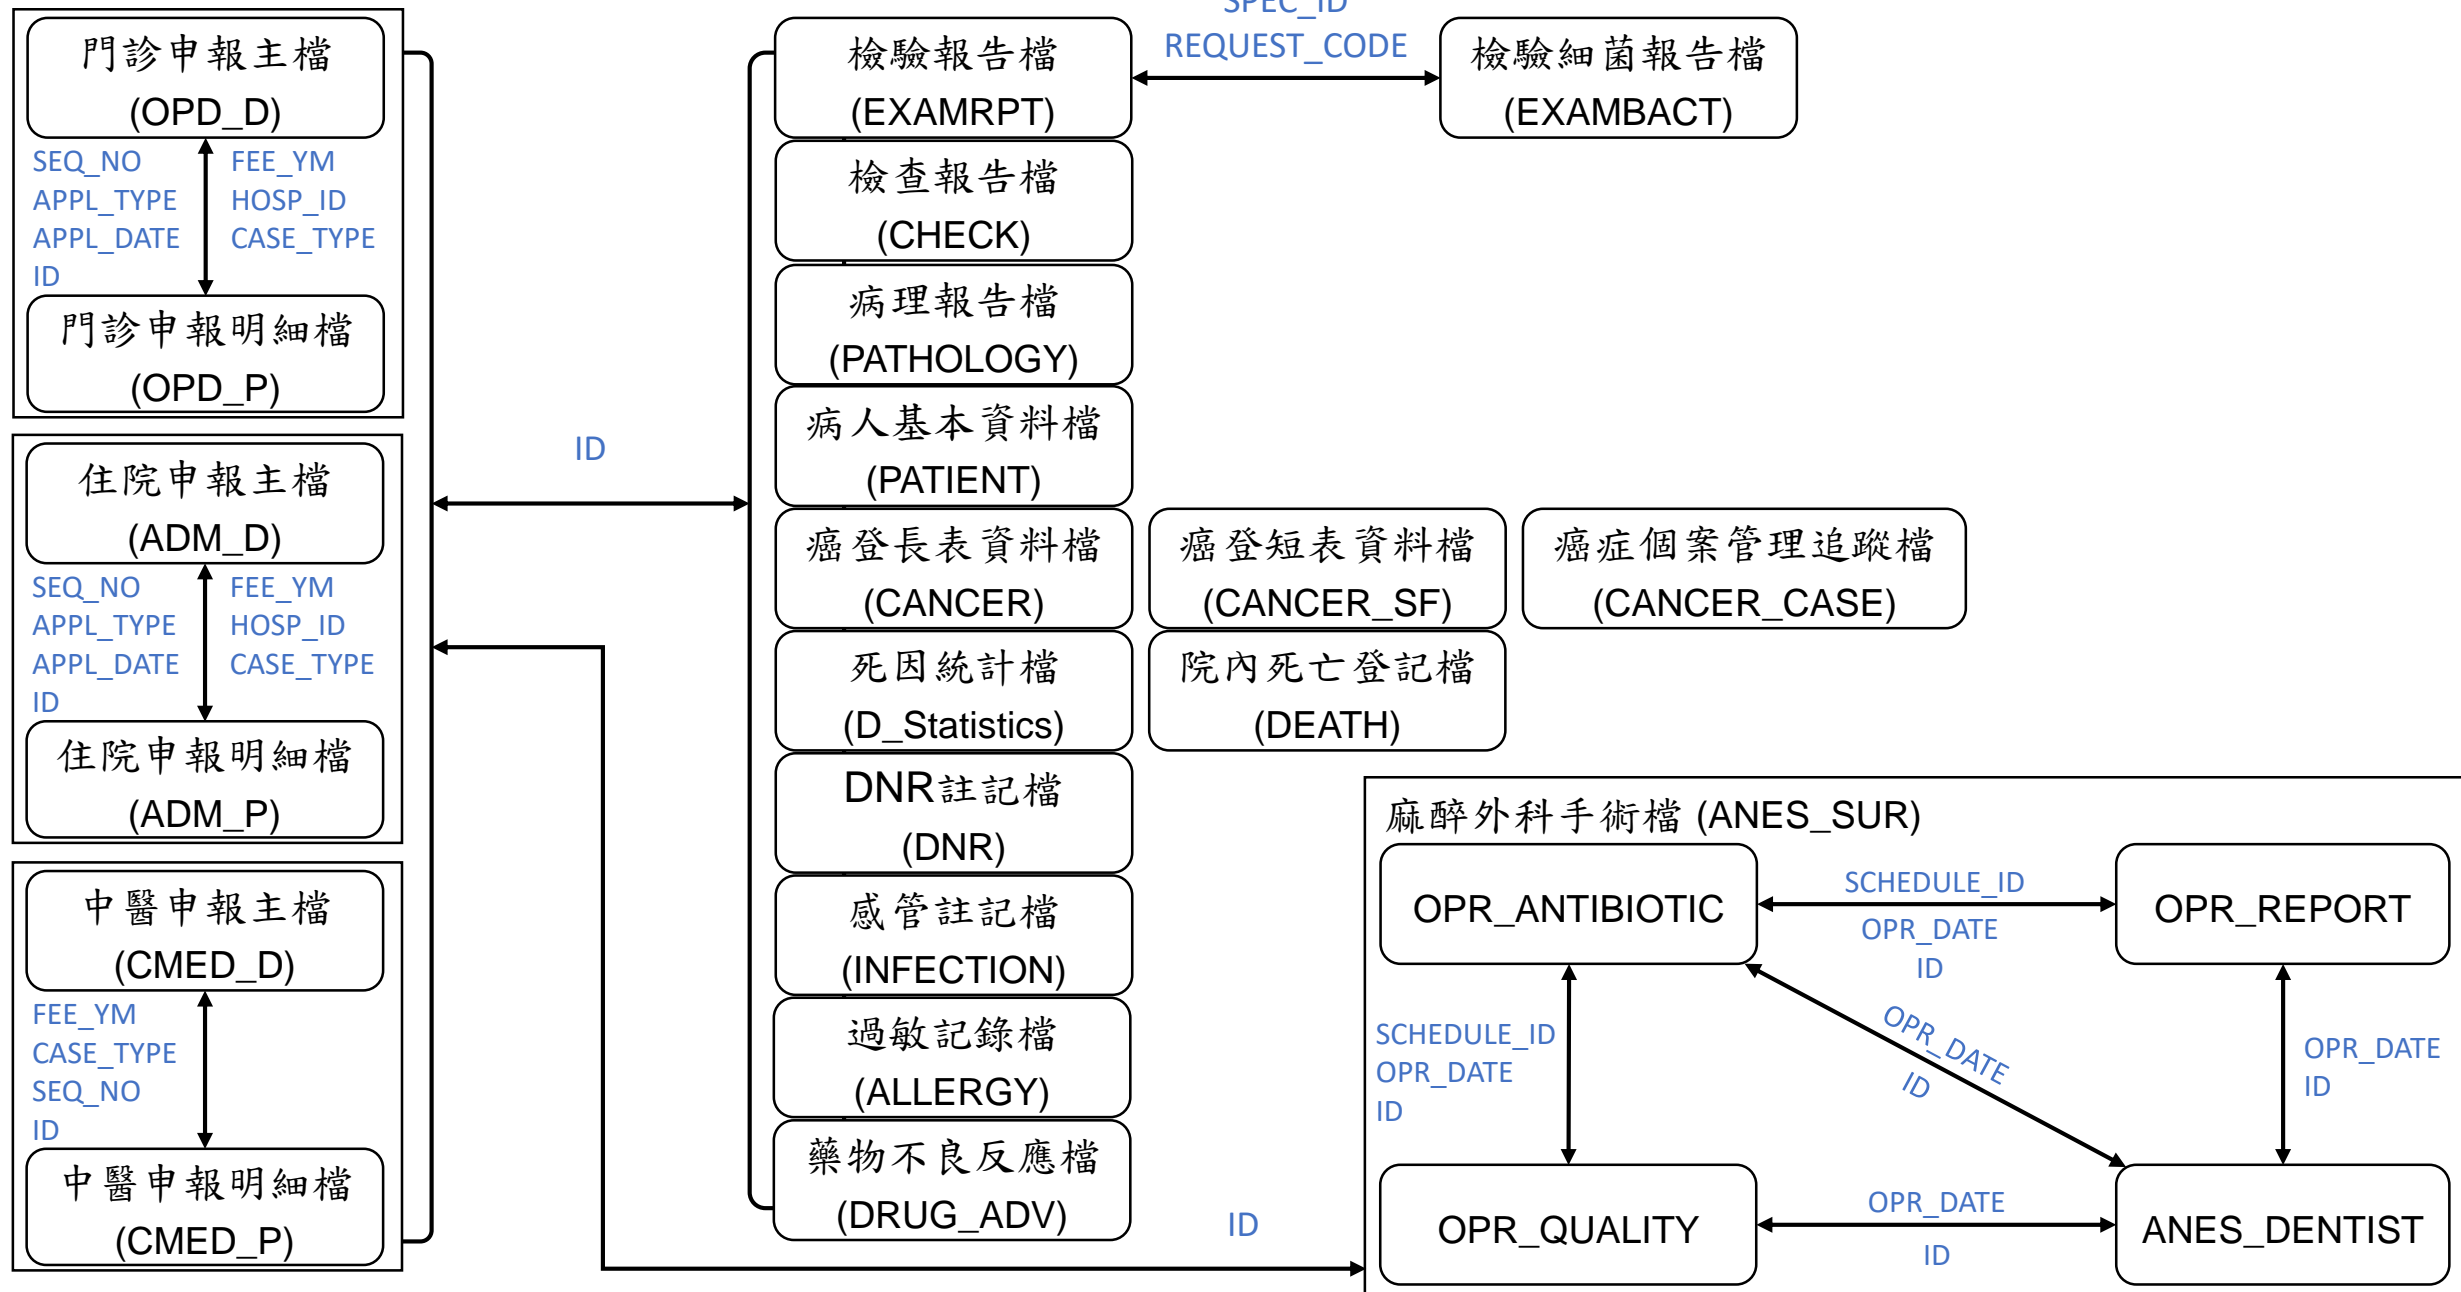 門診申報主檔
(OPD_D)
SEQ_NO
APPL_TYPE
APPL_DATE
ID
FEE_YM
HOSP_ID
CASE_TYPE
門診申報明細檔
(OPD_P)
住院申報主檔
(ADM_D)
SEQ_NO
APPL_TYPE
APPL_DATE
ID
FEE_YM
HOSP_ID
CASE_TYPE
住院申報明細檔
(ADM_P)
中醫申報主檔
(CMED_D)
FEE_YM
CASE_TYPE
SEQ_NO
ID
中醫申報明細檔
(CMED_P)
ID
檢驗報告檔
(EXAMRPT)
SPEC_ID
REQUEST_CODE
檢驗細菌報告檔
(EXAMBACT)
檢查報告檔
(CHECK)
病理報告檔
(PATHOLOGY)
病人基本資料檔
(PATIENT)
癌登長表資料檔
(CANCER)
癌登短表資料檔
(CANCER_SF)
癌症個案管理追蹤檔
(CANCER_CASE)
死因統計檔
(D_Statistics)
院內死亡登記檔
(DEATH)
DNR註記檔
(DNR)
感管註記檔
(INFECTION)
過敏記錄檔
(ALLERGY)
藥物不良反應檔
(DRUG_ADV)
ID
麻醉外科手術檔 (ANES_SUR)
OPR_ANTIBIOTIC
SCHEDULE_ID
OPR_DATE
ID
OPR_REPORT
SCHEDULE_ID
OPR_DATE
ID
OPR_DATE
ID
OPR_DATE
ID
OPR_QUALITY
OPR_DATE
ID
ANES_DENTIST